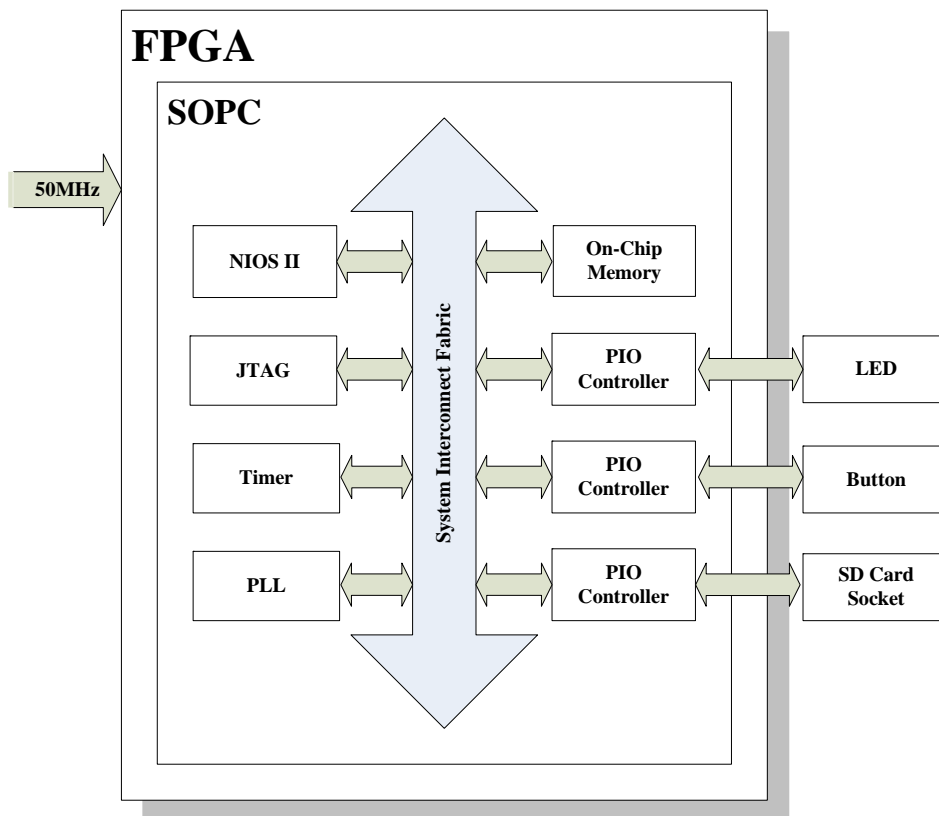 FPGA
SOPC
50MHz
NIOS II
On-Chip
Memory
System Interconnect Fabric
JTAG
PIO
Controller
LED
Timer
PIO
Controller
Button
PLL
PIO
Controller
SD Card
Socket